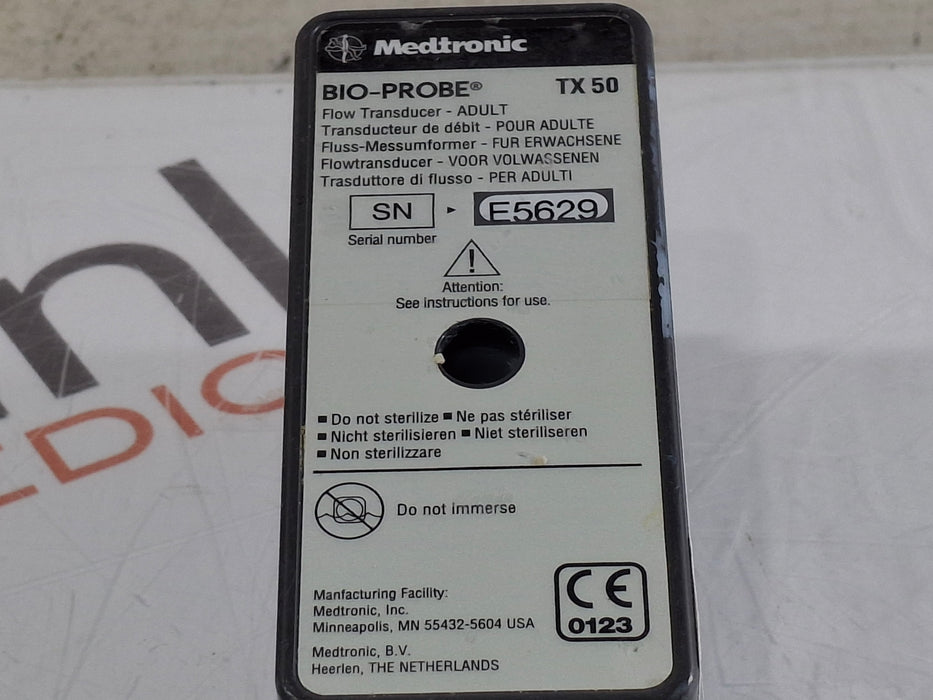 Medtronic
BIO-PROBE® TX 50
Flow Transducer - ADULT
Transducteur de débit - POUR ADULTE
Fluss-Messumformer - FUR ERWACHSENE
Flowtransducer - VOOR VOLWASSENEN
Trasduttore di flusso - PER ADULTI
SN ► E5629
Serial number
!
Attention:
See instructions for use.
■ Do not sterilize ■ Ne pas stériliser
■ Nicht sterilisieren ■ Niet steriliseren
■ Non sterilizzare
Do not immerse
Manfacturing Facility:
Medtronic, Inc.
Minneapolis, MN 55432-5604 USA
Medtronic, B.V.
Heerlen, THE NETHERLANDS
CE
0123